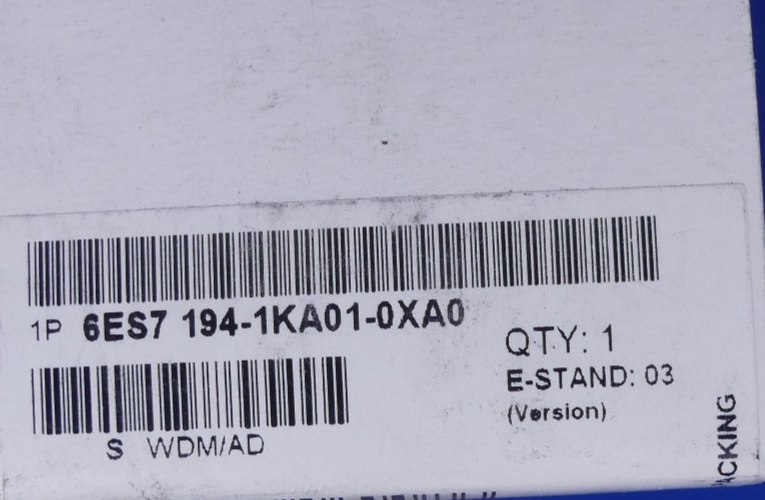 1P 6ES7 194-1KA01-0XA0
QTY: 1
E-STAND: 03
(Version)
S WDM/AD
ACKING